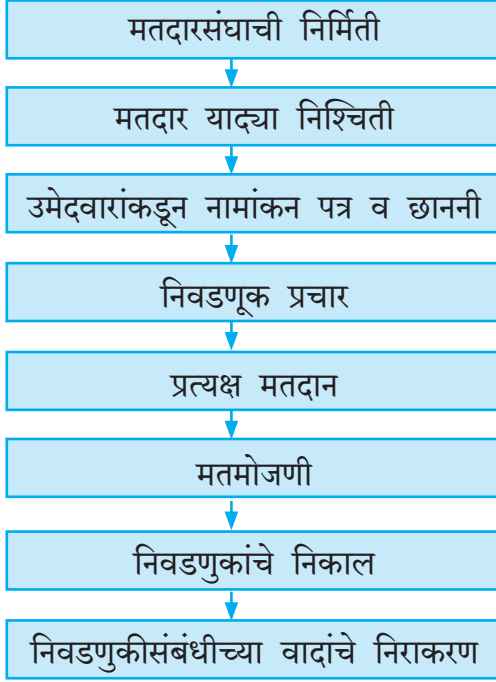 मतदारसंघाची निर्मिती
मतदार याद्या निश्चिती
उमेदवारांकडून नामांकन पत्र व छाननी
निवडणूक प्रचार
प्रत्यक्ष मतदान
मतमोजणी
निवडणुकांचे निकाल
निवडणुकीसंबंधीच्या वादांचे निराकरण